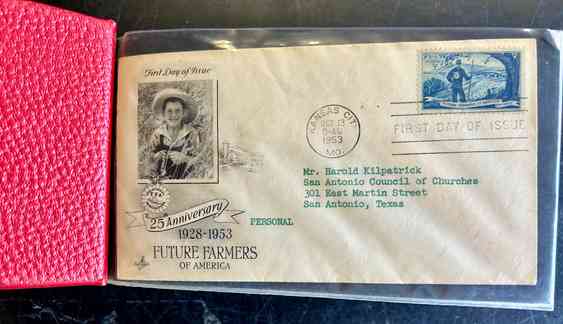 First Day of Issue
KANSAS CITY
OCT 13
1953
MO.
FIRST DAY OF ISSUE
Mr. Harold Kilpatrick
San Antonio Council of Churches
301 East Martin Street
San Antonio, Texas
PERSONAL
25th Anniversary
1928-1953
FUTURE FARMERS
OF AMERICA